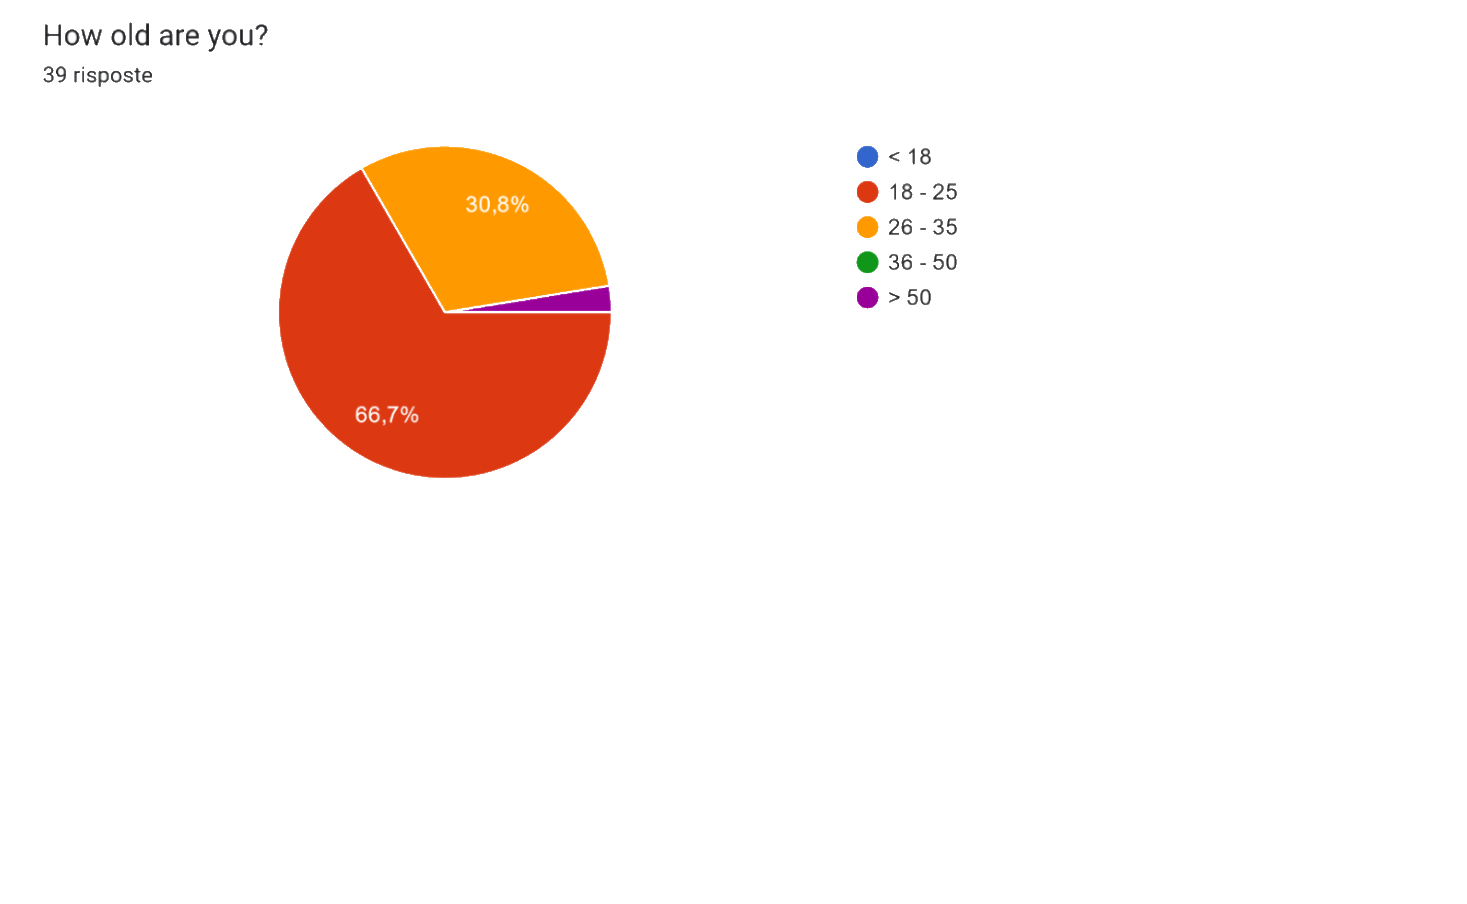 How old are you?
39 risposte
30,8%
66,7%
< 18
18 - 25
26 - 35
36 - 50
> 50